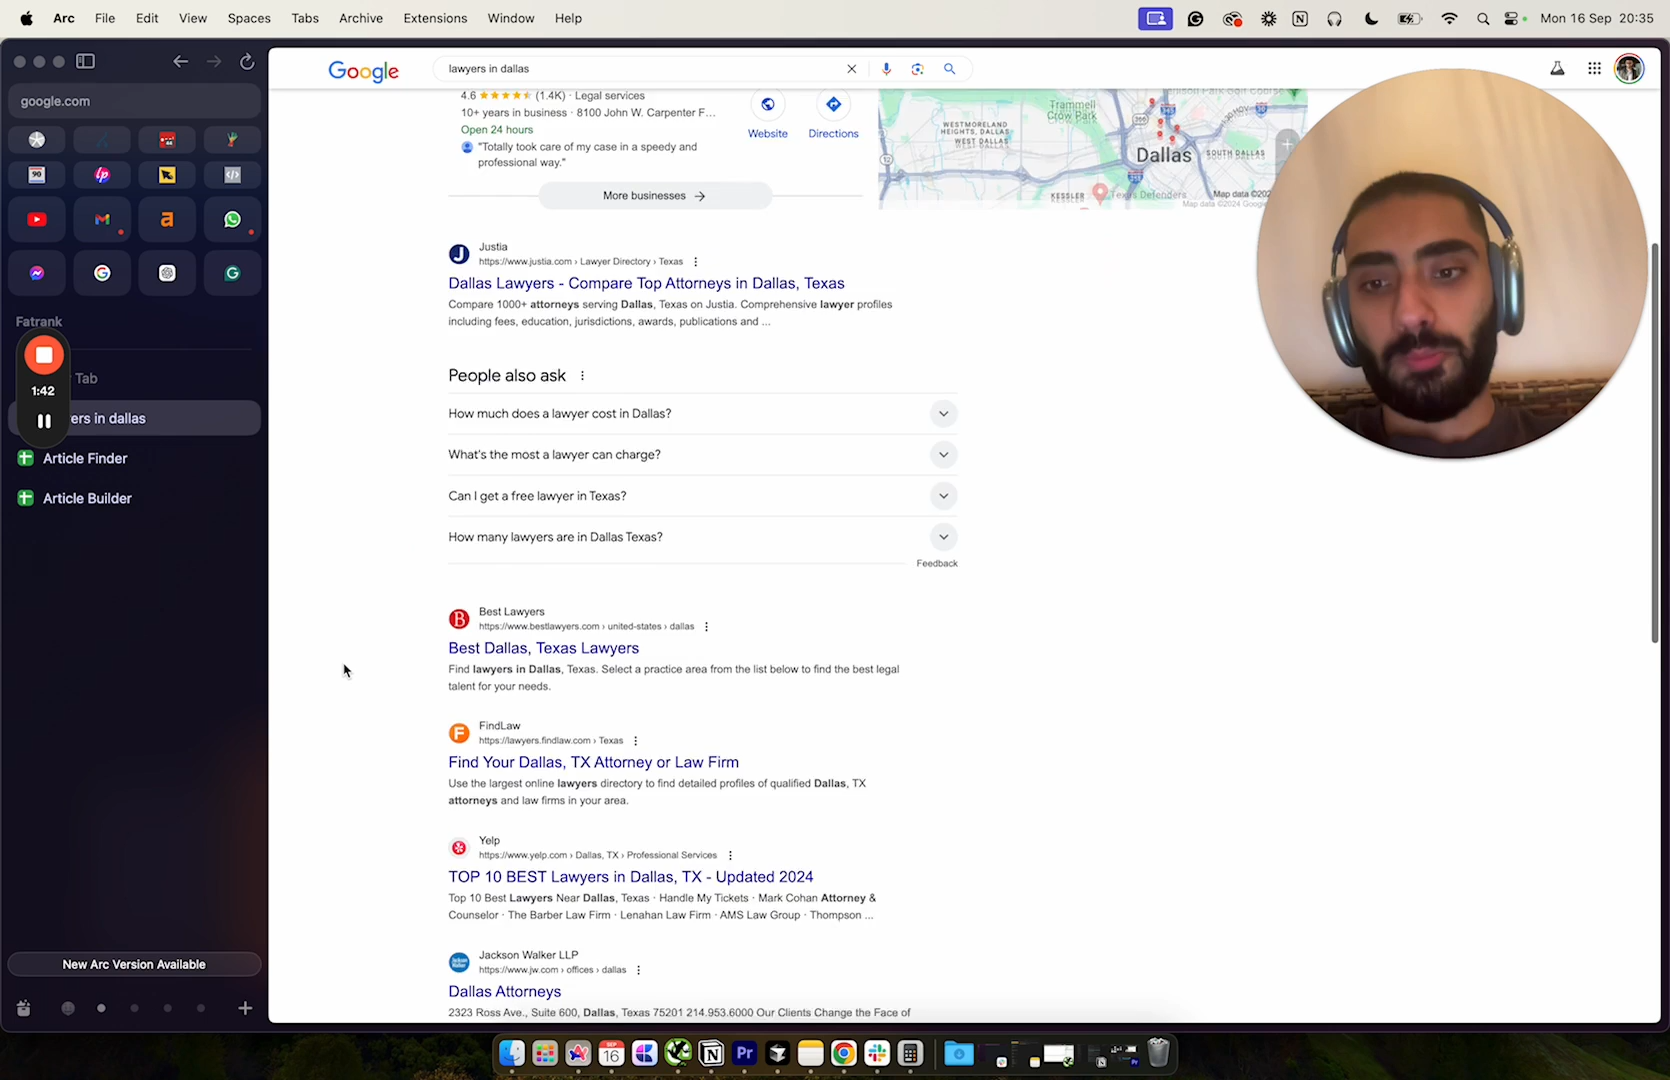 Arc File Edit View Spaces Tabs Archive Extensions Window Help
Mon 16 Sep 20:35
google.com
Fatrank
1:42
Tab
ers in dallas
Article Finder
Article Builder
New Arc Version Available
Google
lawyers in dallas
4.6 (1.4K) · Legal services
10+ years in business · 8100 John W. Carpenter F...
Open 24 hours
"Totally took care of my case in a speedy and
professional way."
Website
Directions
More businesses
Trammell
Crow Park
WESTMORELAND
HEIGHTS, DALLAS
WEST DALLAS
Dallas
SOUTH DALLAS
KESSLER
Texas Defenders
Map data ©2024 Google
Justia
https://www.justia.com › Lawyer Directory › Texas
Dallas Lawyers - Compare Top Attorneys in Dallas, Texas
Compare 1000+ attorneys serving Dallas, Texas on Justia. Comprehensive lawyer profiles
including fees, education, jurisdictions, awards, publications and ...
People also ask
How much does a lawyer cost in Dallas?
What's the most a lawyer can charge?
Can I get a free lawyer in Texas?
How many lawyers are in Dallas Texas?
Feedback
Best Lawyers
https://www.bestlawyers.com › united-states › dallas
Best Dallas, Texas Lawyers
Find lawyers in Dallas, Texas. Select a practice area from the list below to find the best legal
talent for your needs.
FindLaw
https://lawyers.findlaw.com › Texas
Find Your Dallas, TX Attorney or Law Firm
Use the largest online lawyers directory to find detailed profiles of qualified Dallas, TX
attorneys and law firms in your area.
Yelp
https://www.yelp.com › Dallas, TX › Professional Services
TOP 10 BEST Lawyers in Dallas, TX - Updated 2024
Top 10 Best Lawyers Near Dallas, Texas · Handle My Tickets · Mark Cohan Attorney &
Counselor · The Barber Law Firm · Lenahan Law Firm · AMS Law Group · Thompson ...
Jackson Walker LLP
https://www.jw.com › offices › dallas
Dallas Attorneys
2323 Ross Ave., Suite 600, Dallas, Texas 75201 214.953.6000 Our Clients Change the Face of